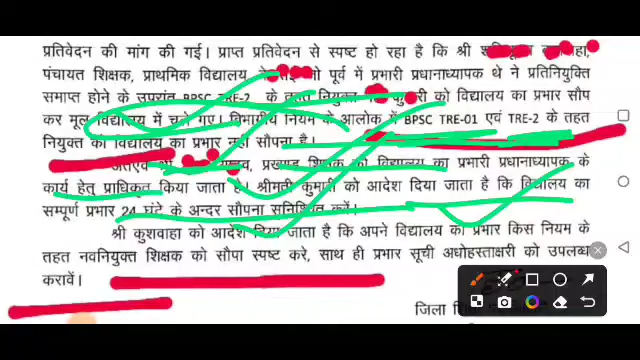 प्रतिवेदन की मांग की गई। प्राप्त प्रतिवेदन से स्पष्ट हो रहा है कि श्री
पंचायत शिक्षक, प्राथमिक विद्यालय जो पूर्व में प्रभारी प्रधानाध्यापक थे ने प्रतिनियुक्ति
समाप्त होने के उपरांत BPSC TRE-2 के तहत नियुक्त कुमारी को विद्यालय का प्रभार सौप
कर मूल विद्यालय में चले गए। विभागीय नियम के आलोक में BPSC TRE-01 एवं TRE-2 के तहत
नियुक्त को विद्यालय का प्रभार नहीं सौपना है।
अतएव श्री प्रखण्ड शिक्षक को विद्यालय का प्रभारी प्रधानाध्यापक के
कार्य हेतु प्राधिकृत किया जाता है। श्रीमती कुमारी को आदेश दिया जाता है कि विद्यालय का
सम्पूर्ण प्रभार 24 घंटे के अन्दर सौपना सुनिश्चित करें।
श्री कुशवाहा को आदेश दिया जाता है कि अपने विद्यालय का प्रभार किस नियम के
तहत नवनियुक्त शिक्षक को सौपा स्पष्ट करे, साथ ही प्रभार सूची अधोहस्ताक्षरी को उपलब्ध
करावें।
जिला